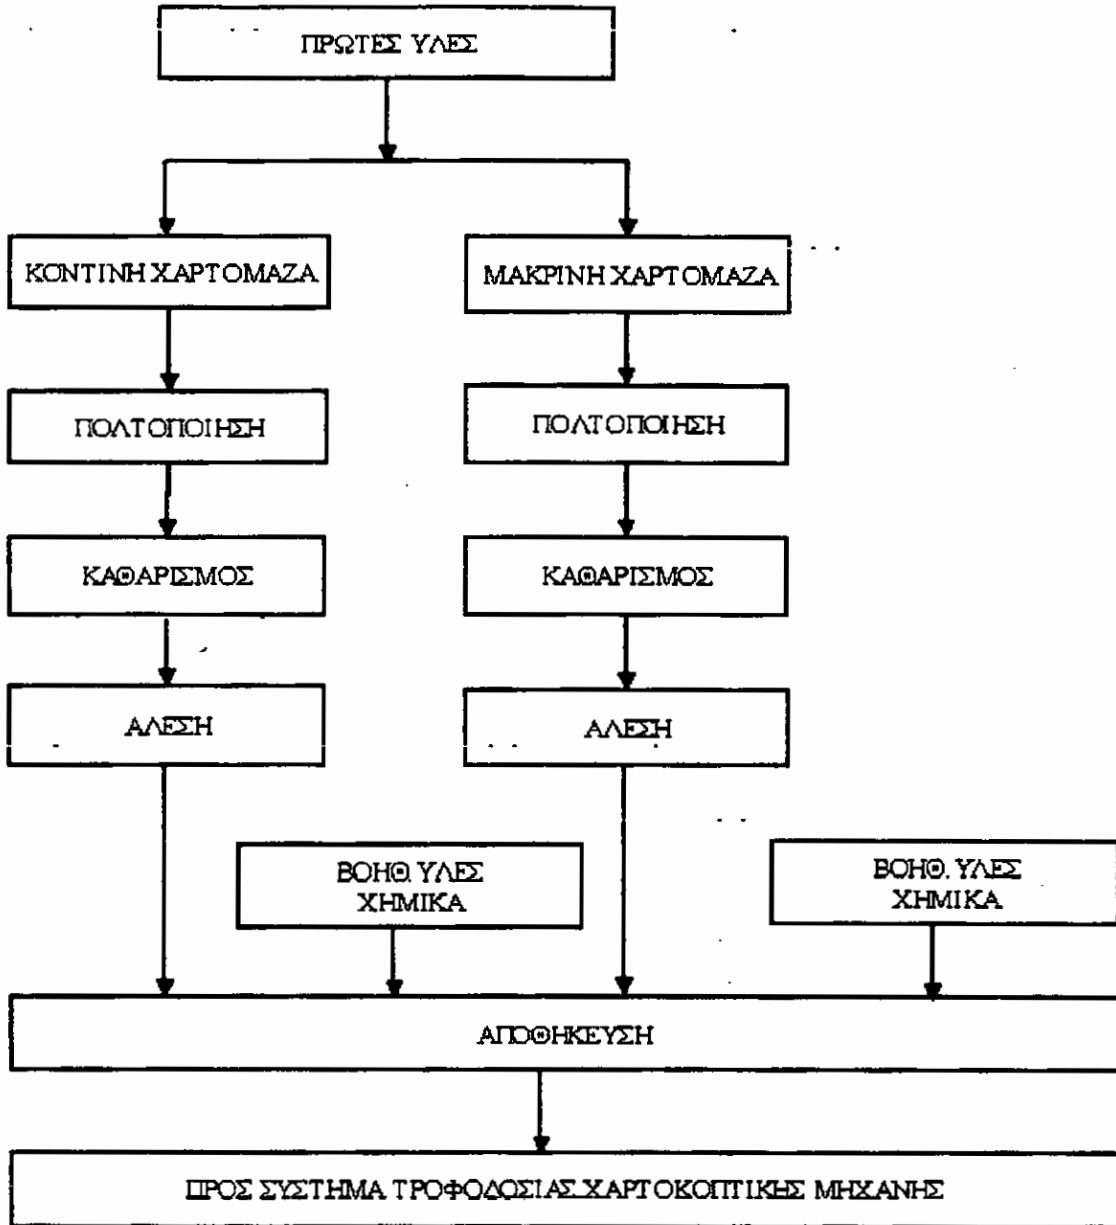 ΠΡΩΤΕΣ ΥΛΕΣ
ΚΟΝΤΙΝΗ ΧΑΡΤΟΜΑΖΑ
ΜΑΚΡΙΝΗ ΧΑΡΤΟΜΑΖΑ
ΠΟΛΤΟΠΟΙΗΣΗ
ΠΟΛΤΟΠΟΙΗΣΗ
ΚΑΘΑΡΙΣΜΟΣ
ΚΑΘΑΡΙΣΜΟΣ
ΑΛΕΣΗ
ΑΛΕΣΗ
ΒΟΗΘ. ΥΛΕΣ
ΧΗΜΙΚΑ
ΒΟΗΘ. ΥΛΕΣ
ΧΗΜΙΚΑ
ΑΠΟΘΗΚΕΥΣΗ
ΠΡΟΣ ΣΥΣΤΗΜΑ ΤΡΟΦΟΔΟΣΙΑΣ ΧΑΡΤΟΚΟΠΤΙΚΗΣ ΜΗΧΑΝΗΣ